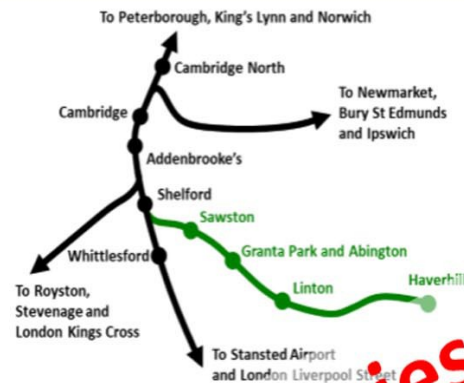 To Peterborough, King's Lynn and Norwich
Cambridge North
To Newmarket,
Bury St Edmunds
and Ipswich
Cambridge
Addenbrooke's
Shelford
Sawston
Whittlesford
Granta Park and Abington
Linton
Haverhill
To Royston,
Stevenage and
London Kings Cross
To Stansted Airport
and London Liverpool Street